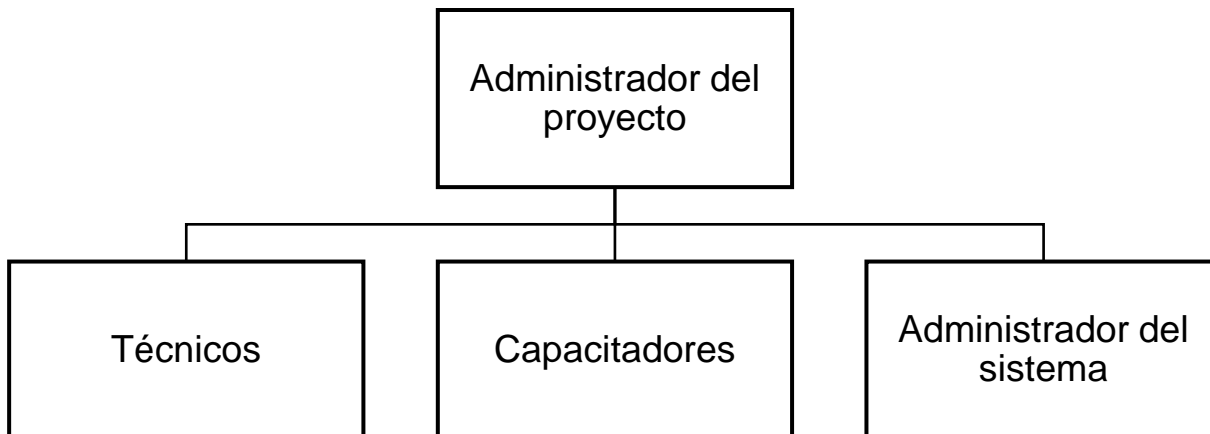 Administrador del
proyecto
Técnicos
Capacitadores
Administrador del
sistema